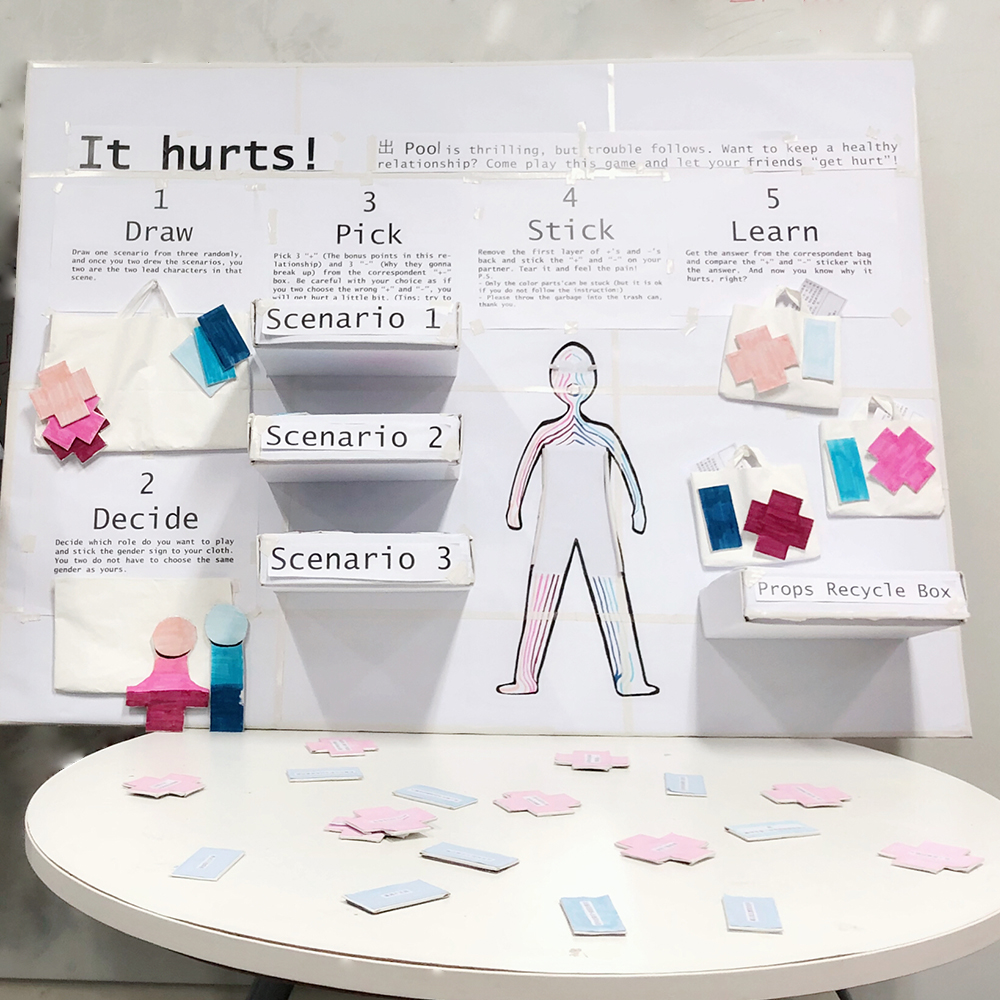 It hurts!
出 Pool is thrilling, but trouble follows. Want to keep a healthy
relationship? Come play this game and let your friends “get hurt”!
1
Draw
Draw one scenario from three randomly,
and once you two drew the scenarios, you
two are the two lead characters in that
scene.
2
Decide
Decide which role do you want to play
and stick the gender sign to your cloth.
You two do not have to choose the same
gender as yours.
3
Pick
Pick 3 "+" (The bonus points in this re-
lationship) and 3 "-" (Why they gonna
break up) from the correspondent "+-"
box. Be careful with your choice as if
you two choose the wrong "+" and "-", you
will get hurt a little bit. (Tips: try to
Scenario 1
Scenario 2
Scenario 3
4
Stick
Remove the first layer of +'s and -'s
back and stick the "+" and "-" on your
partner. Tear it and feel the pain!
P.S.
- Only the color parts can be stuck (but it is ok
if you do not follow the instruction:)
- Please throw the garbage into the trash can,
thank you.
5
Learn
Get the answer from the correspondent bag
and compare the "+" and "-" sticker with
the answer. And now you know why it
hurts, right?
Props Recycle Box